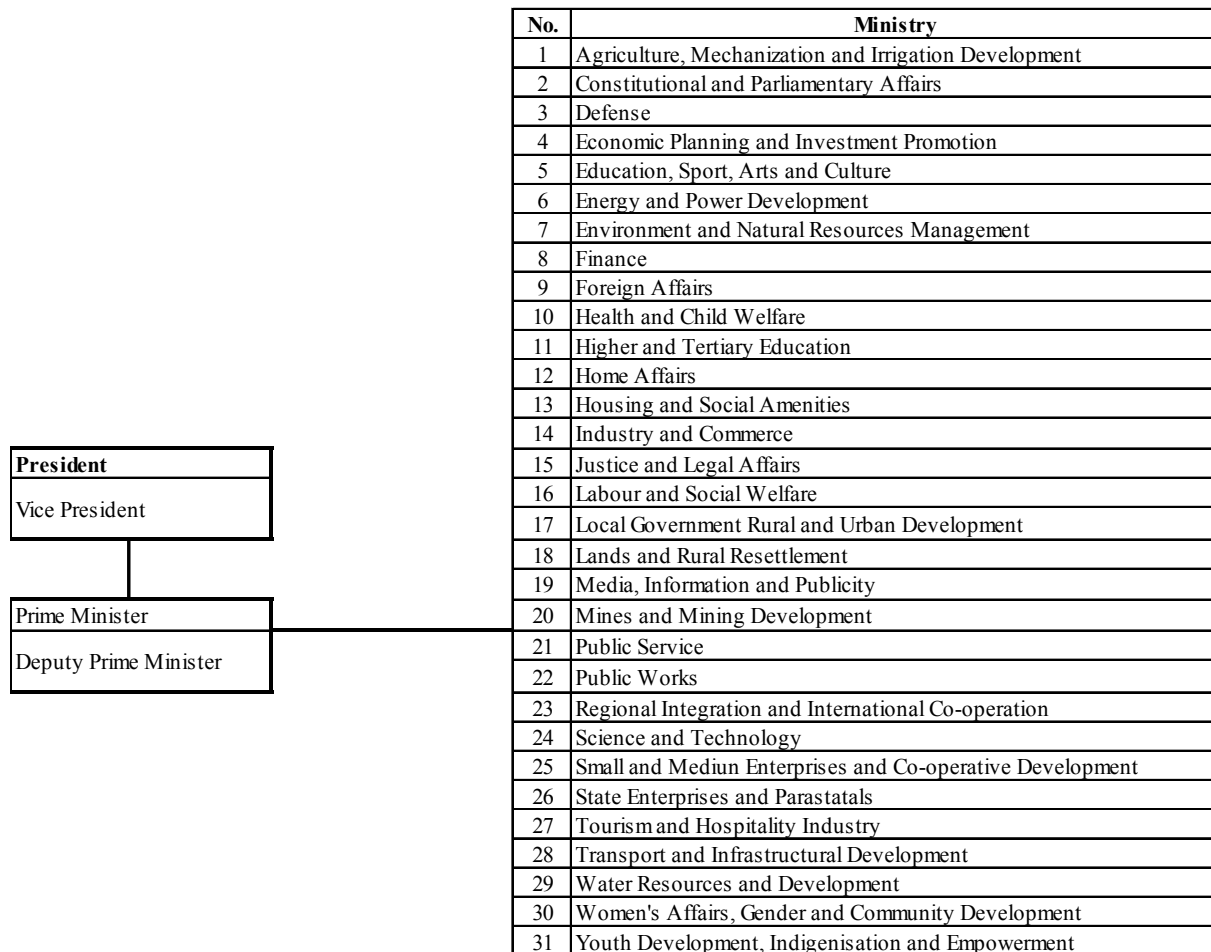 No. Ministry
1 Agriculture, Mechanization and Irrigation Development
2 Constitutional and Parliamentary Affairs
3 Defense
4 Economic Planning and Investment Promotion
5 Education, Sport, Arts and Culture
6 Energy and Power Development
7 Environment and Natural Resources Management
8 Finance
9 Foreign Affairs
10 Health and Child Welfare
11 Higher and Tertiary Education
12 Home Affairs
13 Housing and Social Amenities
14 Industry and Commerce
15 Justice and Legal Affairs
16 Labour and Social Welfare
17 Local Government Rural and Urban Development
18 Lands and Rural Resettlement
19 Media, Information and Publicity
20 Mines and Mining Development
21 Public Service
22 Public Works
23 Regional Integration and International Co-operation
24 Science and Technology
25 Small and Mediun Enterprises and Co-operative Development
26 State Enterprises and Parastatals
27 Tourism and Hospitality Industry
28 Transport and Infrastructural Development
29 Water Resources and Development
30 Women's Affairs, Gender and Community Development
31 Youth Development, Indigenisation and Empowerment
President
Vice President
Prime Minister
Deputy Prime Minister